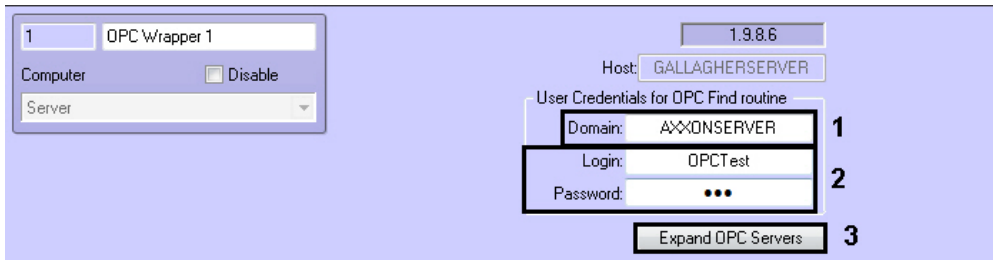 1 OPC Wrapper 1
Computer Disable
Server
1.9.8.6
Host: GALLAGHERSERVER
User Credentials for OPC Find routine
Domain: AXXONSERVER 1
Login: OPCTest
Password: ••• 2
Expand OPC Servers 3